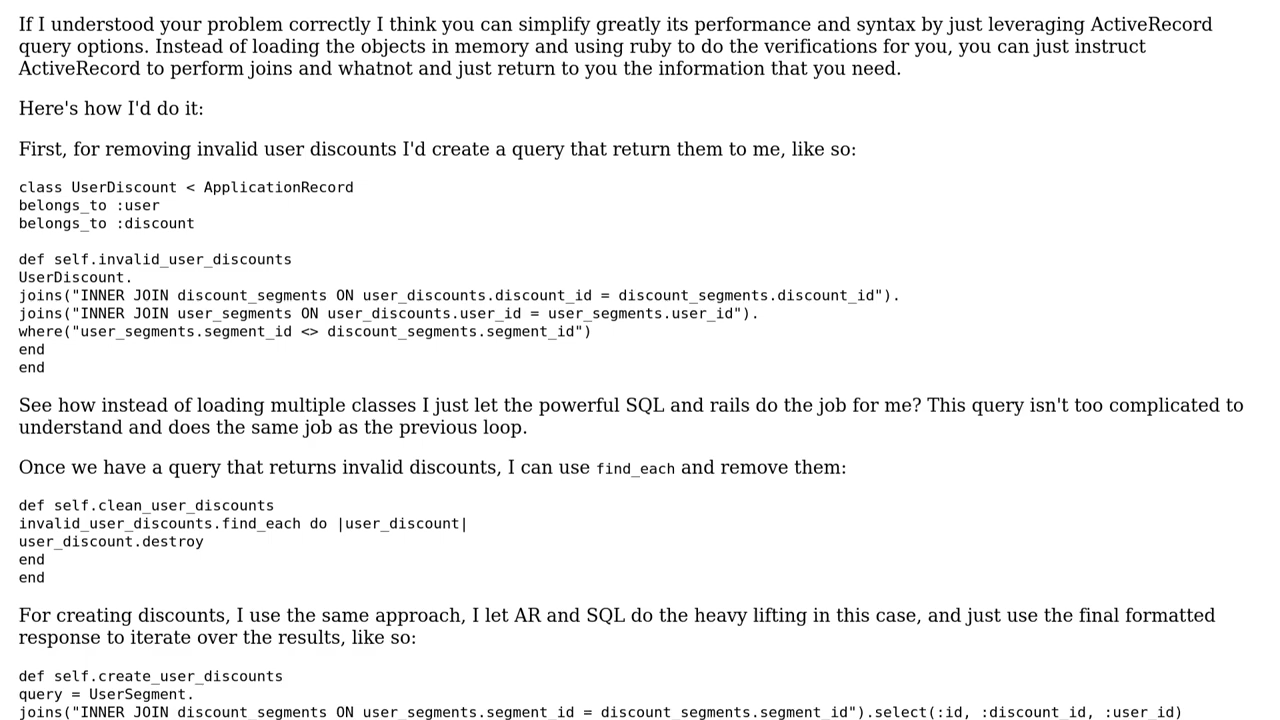 If I understood your problem correctly I think you can simplify greatly its performance and syntax by just leveraging ActiveRecord
query options. Instead of loading the objects in memory and using ruby to do the verifications for you, you can just instruct
ActiveRecord to perform joins and whatnot and just return to you the information that you need.
Here's how I'd do it:
First, for removing invalid user discounts I'd create a query that return them to me, like so:
class UserDiscount < ApplicationRecord
belongs_to :user
belongs_to :discount
def self.invalid_user_discounts
UserDiscount.
joins("INNER JOIN discount_segments ON user_discounts.discount_id = discount_segments.discount_id").
joins("INNER JOIN user_segments ON user_discounts.user_id = user_segments.user_id").
where("user_segments.segment_id <> discount_segments.segment_id")
end
end
See how instead of loading multiple classes I just let the powerful SQL and rails do the job for me? This query isn't too complicated to
understand and does the same job as the previous loop.
Once we have a query that returns invalid discounts, I can use find_each and remove them:
def self.clean_user_discounts
invalid_user_discounts.find_each do |user_discount|
user_discount.destroy
end
end
For creating discounts, I use the same approach, I let AR and SQL do the heavy lifting in this case, and just use the final formatted
response to iterate over the results, like so:
def self.create_user_discounts
query = UserSegment.
joins("INNER JOIN discount_segments ON user_segments.segment_id = discount_segments.segment_id").select(:id, :discount_id, :user_id)